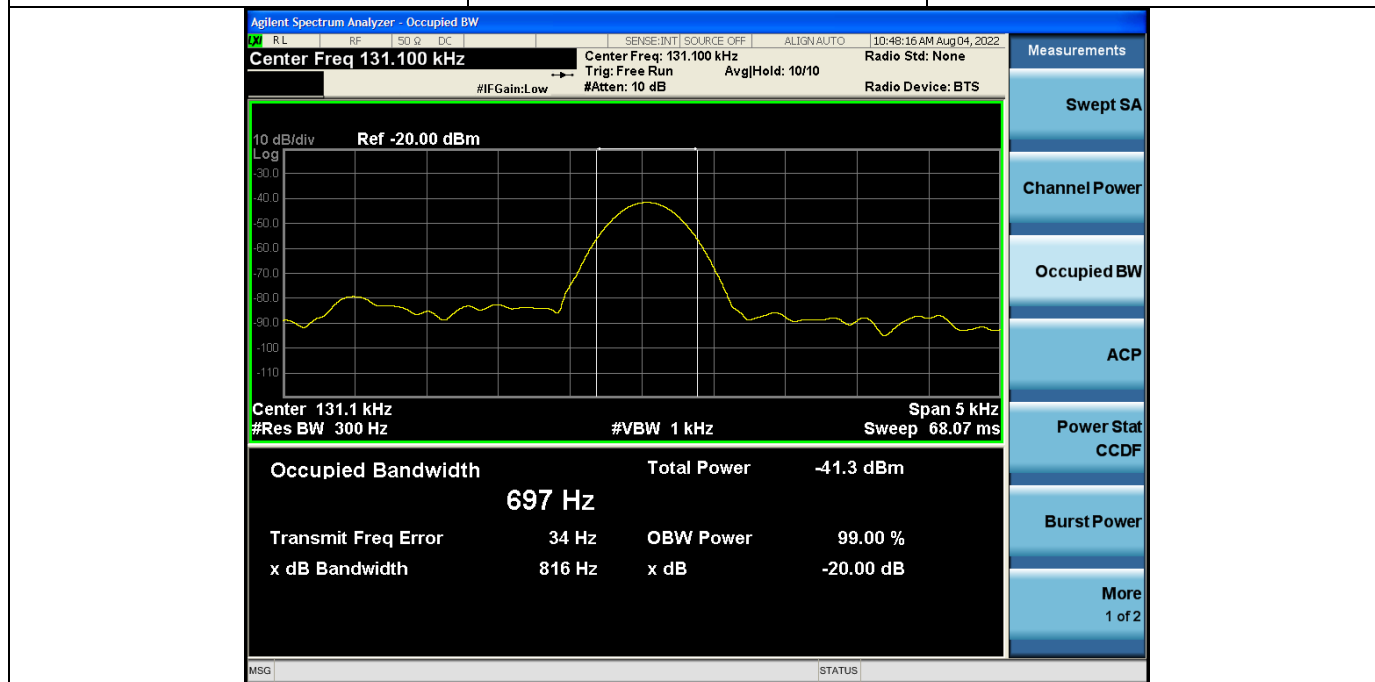 Agilent Spectrum Analyzer - Occupied BW
LXI RL RF 50 Ω DC SENSE:INT SOURCE OFF ALIGN AUTO 10:48:16 AM Aug 04, 2022
Center Freq 131.100 kHz
Center Freq: 131.100 kHz
Radio Std: None
Trig: Free Run Avg|Hold: 10/10
#IFGain:Low #Atten: 10 dB Radio Device: BTS
10 dB/div Ref -20.00 dBm
Log
-30.0
-40.0
-50.0
-60.0
-70.0
-80.0
-90.0
-100
-110
Center 131.1 kHz Span 5 kHz
#Res BW 300 Hz #VBW 1 kHz Sweep 68.07 ms
Occupied Bandwidth Total Power -41.3 dBm
697 Hz
Transmit Freq Error 34 Hz OBW Power 99.00 %
x dB Bandwidth 816 Hz x dB -20.00 dB
MSG STATUS
Measurements
Swept SA
Channel Power
Occupied BW
ACP
Power Stat
CCDF
Burst Power
More
1 of 2